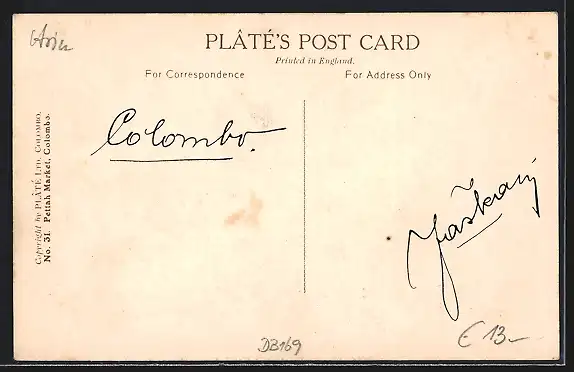 Asien
PLÂTÉ'S POST CARD
Printed in England.
For Correspondence
For Address Only
Copyright by PLÂTÉ LTD. COLOMBO.
No. 31. Pettah Market, Colombo.
Colombo.
DB169
€ 13.-